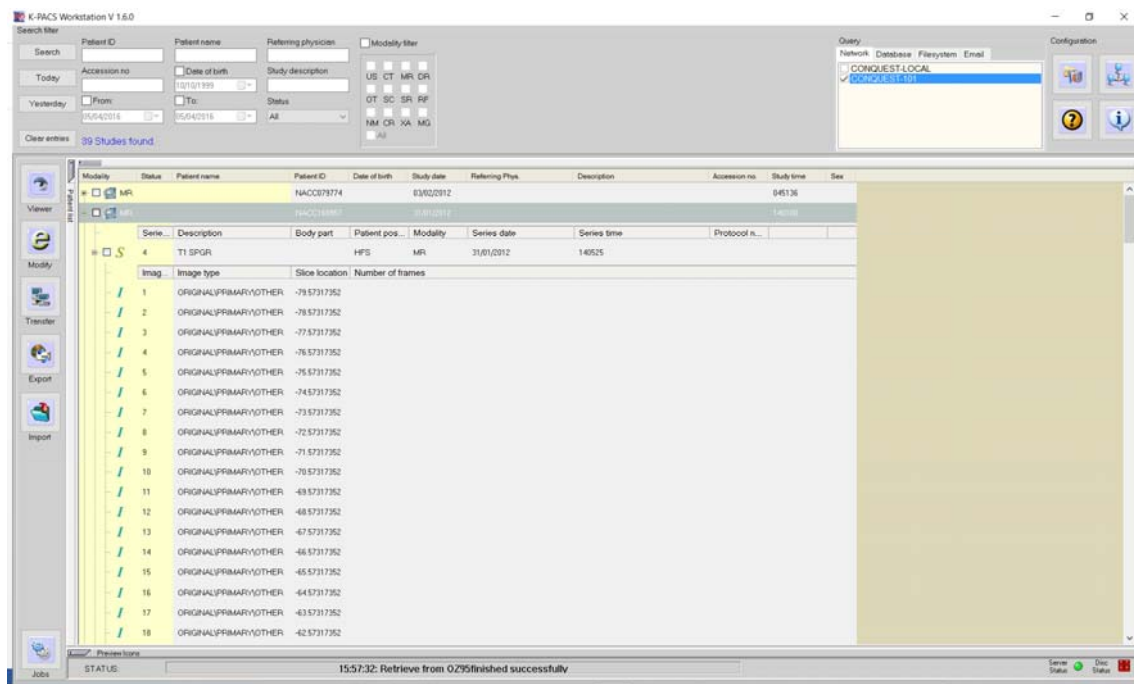 K-PACS Workstation V 1.6.0
Search filter
Search
Today
Yesterday
Clear entries
Patient ID
Patient name
Referring physician
Accession no
Date of birth
10/10/1999
Study description
From:
05/04/2016
To:
05/04/2016
Status
All
39 Studies found.
Modality filter
US CT MR DR
OT SC SR RF
NM CR XA MG
All
Query
Network Database Filesystem Email
CONQUEST-LOCAL
CONQUEST-101
Configuration
Viewer
Modify
Transfer
Export
Import
Jobs
Patient list
Modality Status Patient name Patient ID Date of birth Study date Referring Phys. Description Accession no. Study time Sex
MR NACC079774 03/02/2012 045136
MR 31/01/2012
Serie... Description Body part Patient pos... Modality Series date Series time Protocol n...
S 4 T1 SPGR HFS MR 31/01/2012 140525
Imag... Image type Slice location Number of frames
I 1 ORIGINAL\PRIMARY\OTHER -79.57317352
I 2 ORIGINAL\PRIMARY\OTHER -78.57317352
I 3 ORIGINAL\PRIMARY\OTHER -77.57317352
I 4 ORIGINAL\PRIMARY\OTHER -76.57317352
I 5 ORIGINAL\PRIMARY\OTHER -75.57317352
I 6 ORIGINAL\PRIMARY\OTHER -74.57317352
I 7 ORIGINAL\PRIMARY\OTHER -73.57317352
I 8 ORIGINAL\PRIMARY\OTHER -72.57317352
I 9 ORIGINAL\PRIMARY\OTHER -71.57317352
I 10 ORIGINAL\PRIMARY\OTHER -70.57317352
I 11 ORIGINAL\PRIMARY\OTHER -69.57317352
I 12 ORIGINAL\PRIMARY\OTHER -68.57317352
I 13 ORIGINAL\PRIMARY\OTHER -67.57317352
I 14 ORIGINAL\PRIMARY\OTHER -66.57317352
I 15 ORIGINAL\PRIMARY\OTHER -65.57317352
I 16 ORIGINAL\PRIMARY\OTHER -64.57317352
I 17 ORIGINAL\PRIMARY\OTHER -63.57317352
I 18 ORIGINAL\PRIMARY\OTHER -62.57317352
Preview Icons
STATUS: 15:57:32: Retrieve from OZ95finished successfully
Server Status
Disc Status